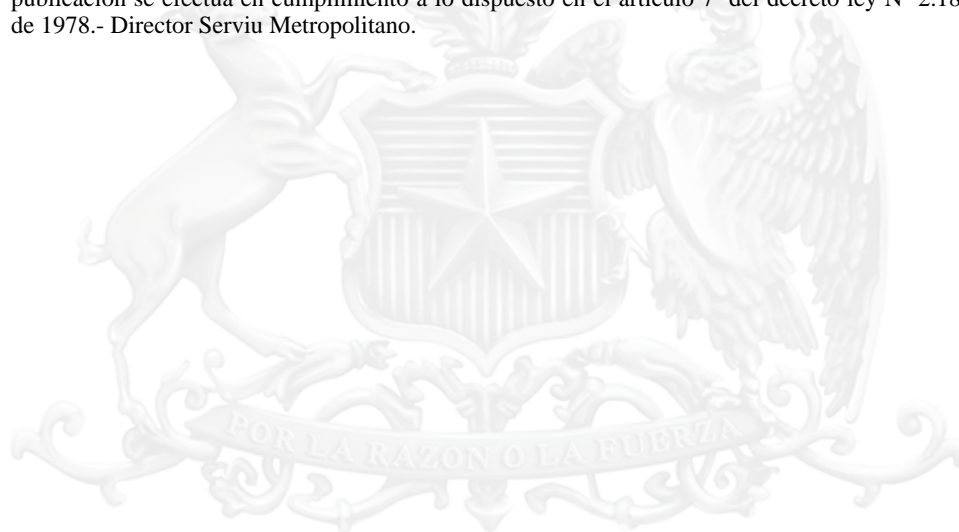 publicación se efectúa en cumplimiento a lo dispuesto en el artículo 7° del decreto ley N° 2.18
de 1978.- Director Serviu Metropolitano.
POR LA RAZON O LA FUERZA